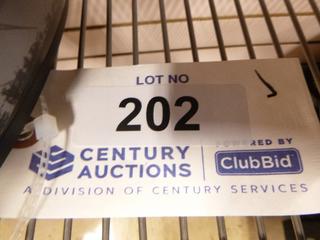 LOT NO
202
CENTURY AUCTIONS
POWERED BY
ClubBid
A DIVISION OF CENTURY SERVICES